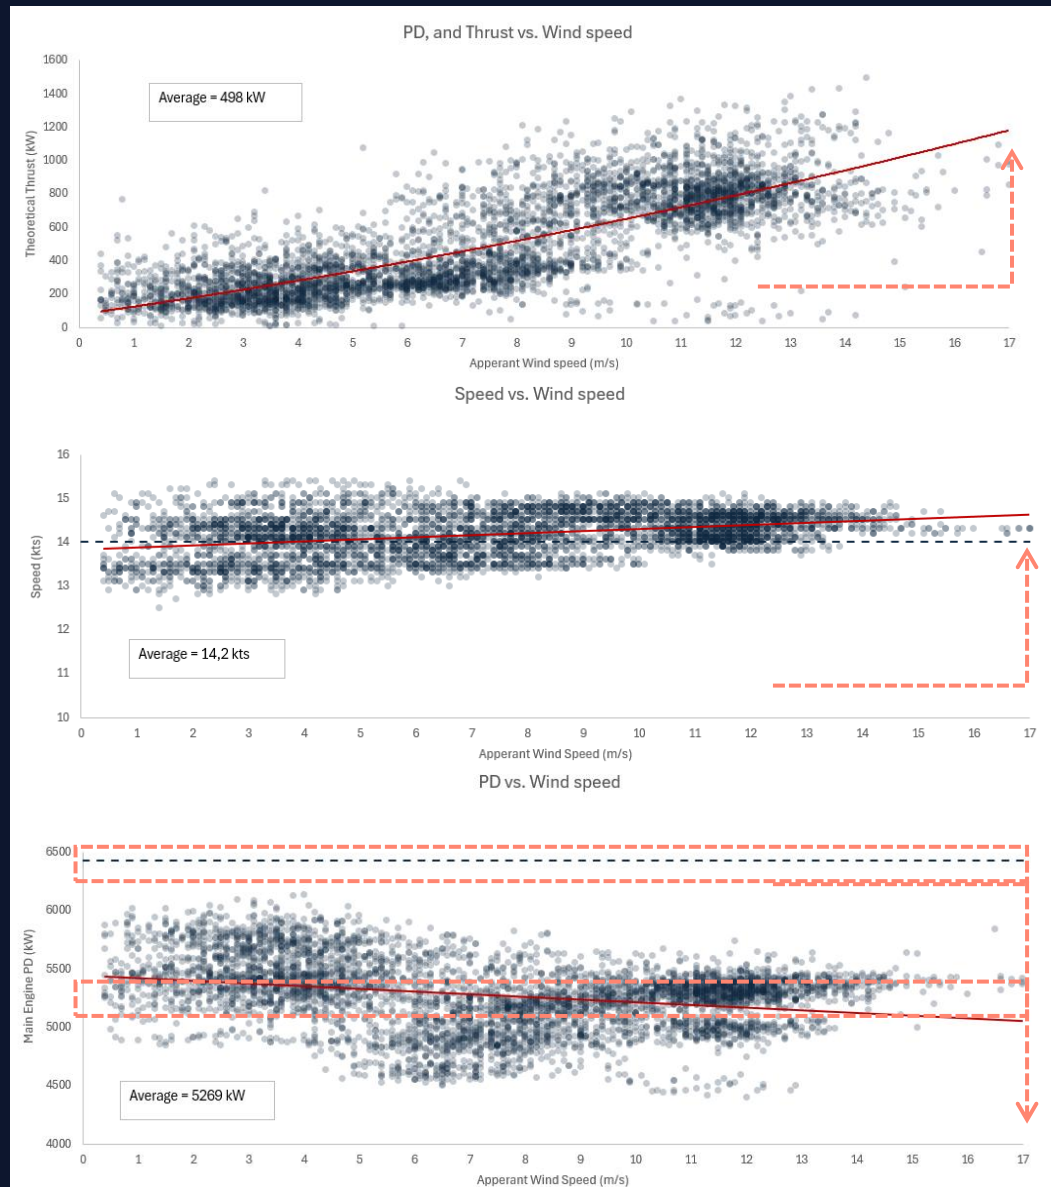 PD, and Thrust vs. Wind speed
1600
1400
1200
1000
800
600
400
200
0
Theoretical Thrust (kW)
Average = 498 kW
0 1 2 3 4 5 6 7 8 9 10 11 12 13 14 15 16 17
Apperant Wind speed (m/s)
Speed vs. Wind speed
16
15
14
13
12
11
10
Speed (kts)
Average = 14,2 kts
0 1 2 3 4 5 6 7 8 9 10 11 12 13 14 15 16 17
Apperant Wind Speed (m/s)
PD vs. Wind speed
6500
6000
5500
5000
4500
4000
Main Engine PD (kW)
Average = 5269 kW
0 1 2 3 4 5 6 7 8 9 10 11 12 13 14 15 16 17
Apperant Wind Speed (m/s)